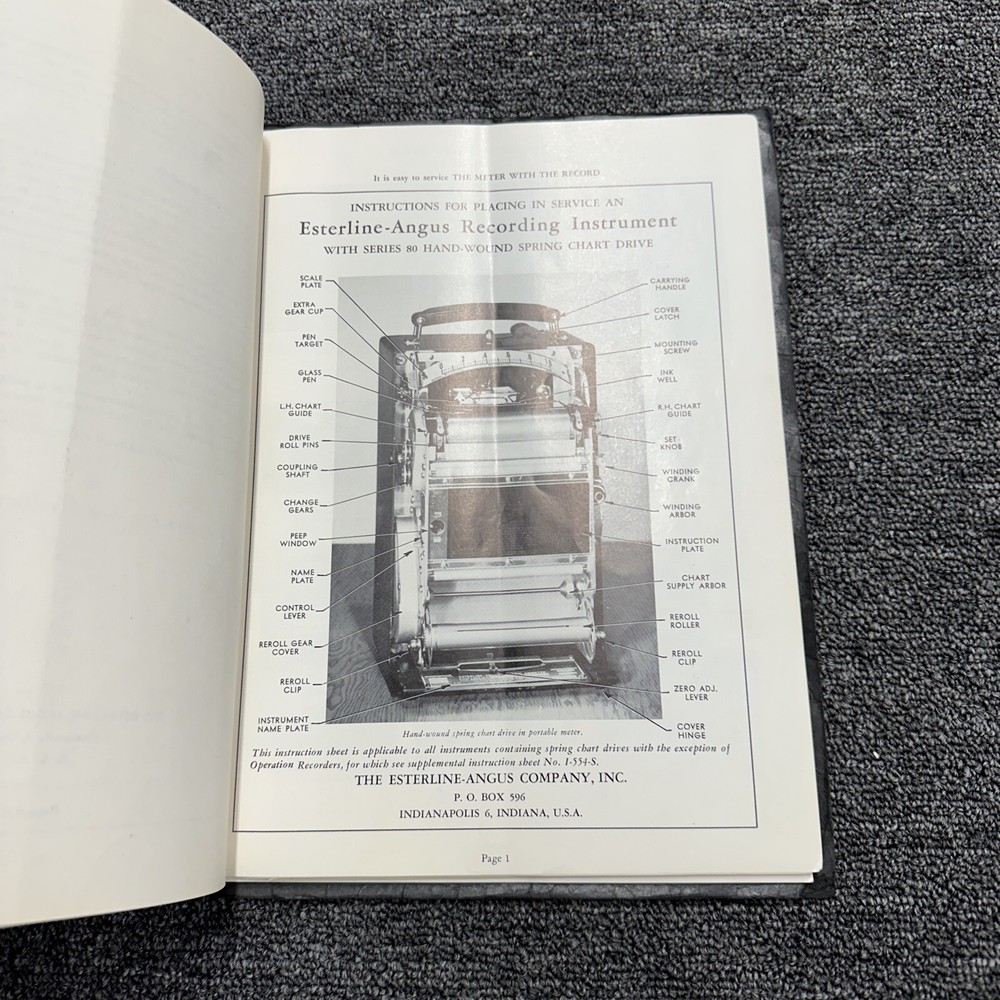 It is easy to service THE METER WITH THE RECORD
INSTRUCTIONS FOR PLACING IN SERVICE AN
Esterline-Angus Recording Instrument
WITH SERIES 80 HAND-WOUND SPRING CHART DRIVE
SCALE
PLATE
EXTRA
GEAR CUP
PEN
TARGET
GLASS
PEN
L.H. CHART
GUIDE
DRIVE
ROLL PINS
COUPLING
SHAFT
CHANGE
GEARS
PEEP
WINDOW
NAME
PLATE
CONTROL
LEVER
REROLL GEAR
COVER
REROLL
CLIP
INSTRUMENT
NAME PLATE
CARRYING
HANDLE
COVER
LATCH
MOUNTING
SCREW
INK
WELL
R.H. CHART
GUIDE
SET
KNOB
WINDING
CRANK
WINDING
ARBOR
INSTRUCTION
PLATE
CHART
SUPPLY ARBOR
REROLL
ROLLER
REROLL
CLIP
ZERO ADJ.
LEVER
COVER
HINGE
Hand-wound spring chart drive in portable meter.
This instruction sheet is applicable to all instruments containing spring chart drives with the exception of
Operation Recorders, for which see supplemental instruction sheet No. 1-554-S.
THE ESTERLINE-ANGUS COMPANY, INC.
P. O. BOX 596
INDIANAPOLIS 6, INDIANA, U.S.A.
Page 1